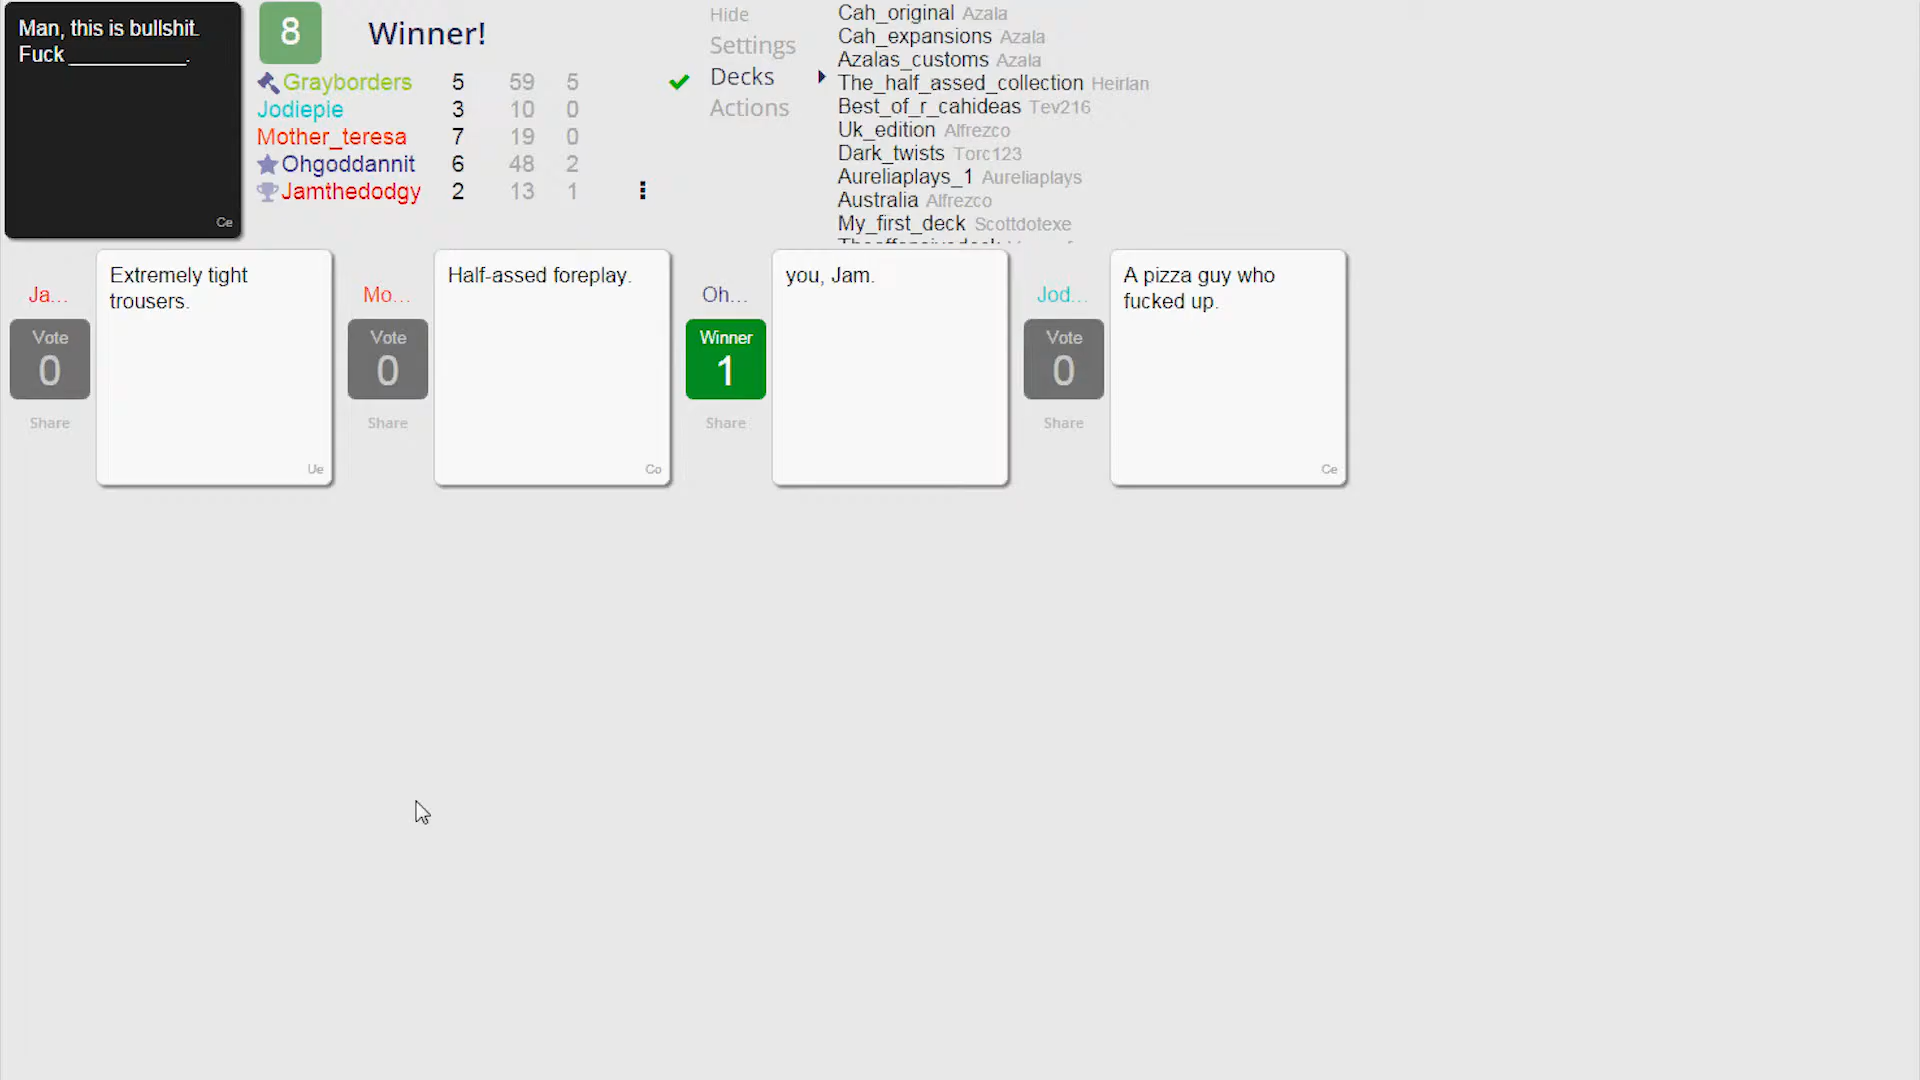 Man, this is bullshit.
Fuck ___________.
Ce
8
Winner!
Grayborders 5 59 5
Jodiepie 3 10 0
Mother_teresa 7 19 0
Ohgoddannit 6 48 2
Jamthedodgy 2 13 1
Hide
Settings
Decks
Actions
Cah_original Azala
Cah_expansions Azala
Azalas_customs Azala
The_half_assed_collection Heirlan
Best_of_r_cahideas Tev216
Uk_edition Alfrezco
Dark_twists Torc123
Aureliaplays_1 Aureliaplays
Australia Alfrezco
My_first_deck Scottdotexe
Ja...
Vote
0
Share
Extremely tight
trousers.
Ue
Mo...
Vote
0
Share
Half-assed foreplay.
Co
Oh...
Winner
1
Share
you, Jam.
Jod...
Vote
0
Share
A pizza guy who
fucked up.
Ce